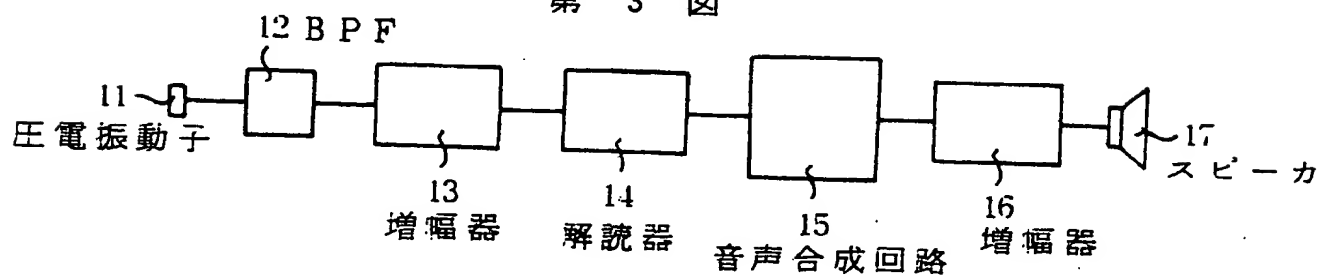 第 3 図
12 BPF
11
圧電振動子
13
増幅器
14
解読器
15
音声合成回路
16
増幅器
17
スピーカ